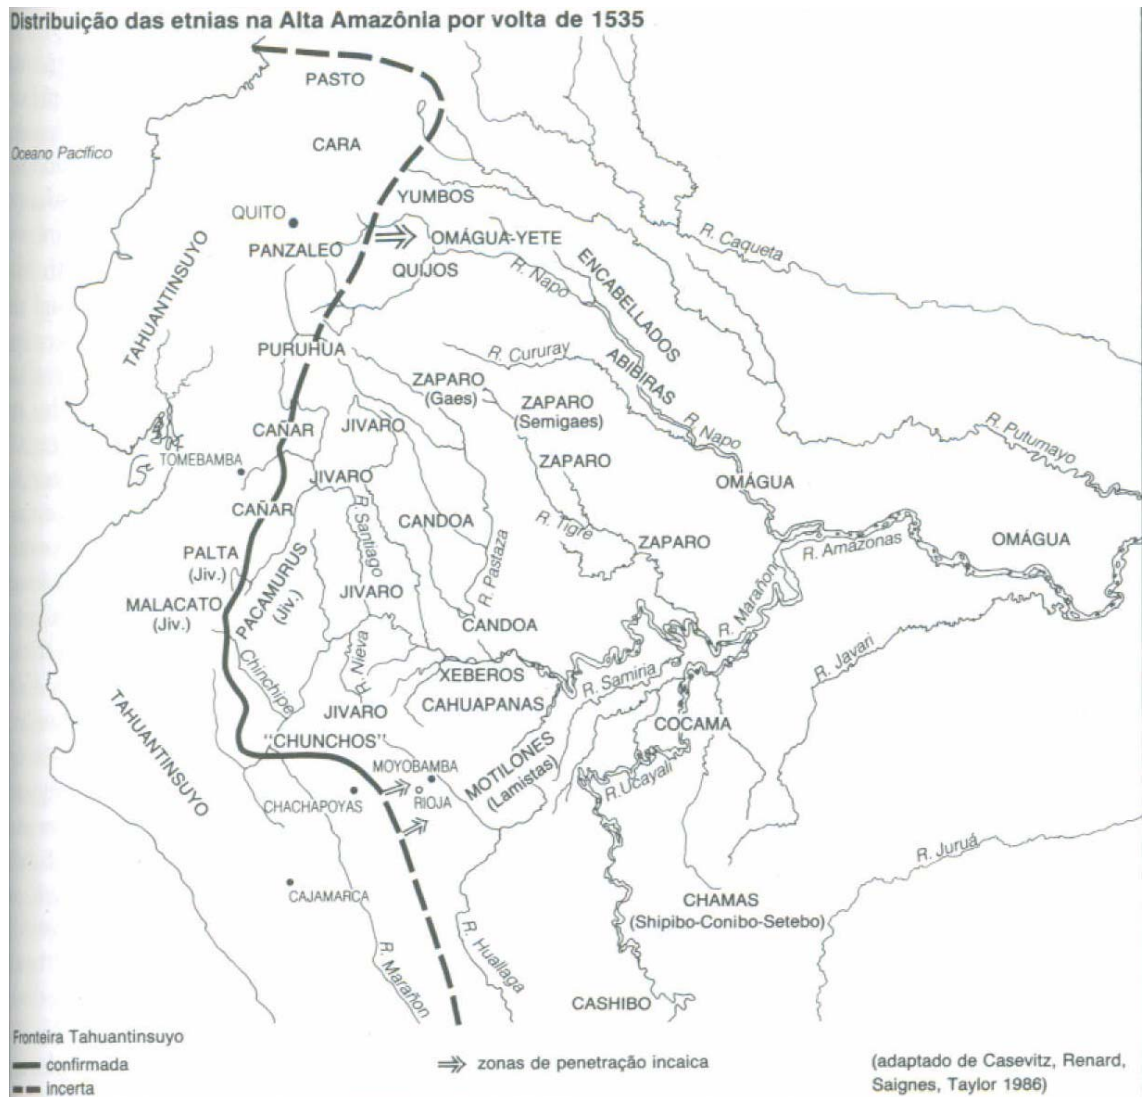 Distribuição das etnias na Alta Amazônia por volta de 1535
PASTO
Oceano Pacífico
CARA
YUMBOS
QUITO
OMÁGUA-YETE
PANZALEO
QUIJOS
R. Napo
ENCABELLADOS
R. Caqueta
TAHUANTINSUYO
PURUHUA
R. Cururay
ABIBIRAS
ZAPARO
(Gaes)
ZAPARO
(Semigaes)
R. Napo
R. Putumayo
CAÑAR
JIVARO
TOMEBAMBA
JIVARO
ZAPARO
OMÁGUA
CAÑAR
R. Santiago
CANDOA
R. Tigre
ZAPARO
R. Amazonas
OMÁGUA
PALTA
(Jiv.)
PACAMURUS
(Jiv.)
JIVARO
R. Pastaza
MALACATO
(Jiv.)
CANDOA
R. Marañon
Chinchipe
R. Nieva
XEBEROS
R. Samiria
R. Javari
CAHUAPANAS
JIVARO
COCAMA
TAHUANTINSUYO
"CHUNCHOS"
MOTILONES
(Lamistas)
MOYOBAMBA
R. Ucayali
CHACHAPOYAS
RIOJA
R. Juruá
CAJAMARCA
CHAMAS
(Shipibo-Conibo-Setebo)
R. Marañon
R. Huallaga
CASHIBO
Fronteira Tahuantinsuyo
confirmada
zonas de penetração incaica
(adaptado de Casevitz, Renard,
incerta
Saignes, Taylor 1986)